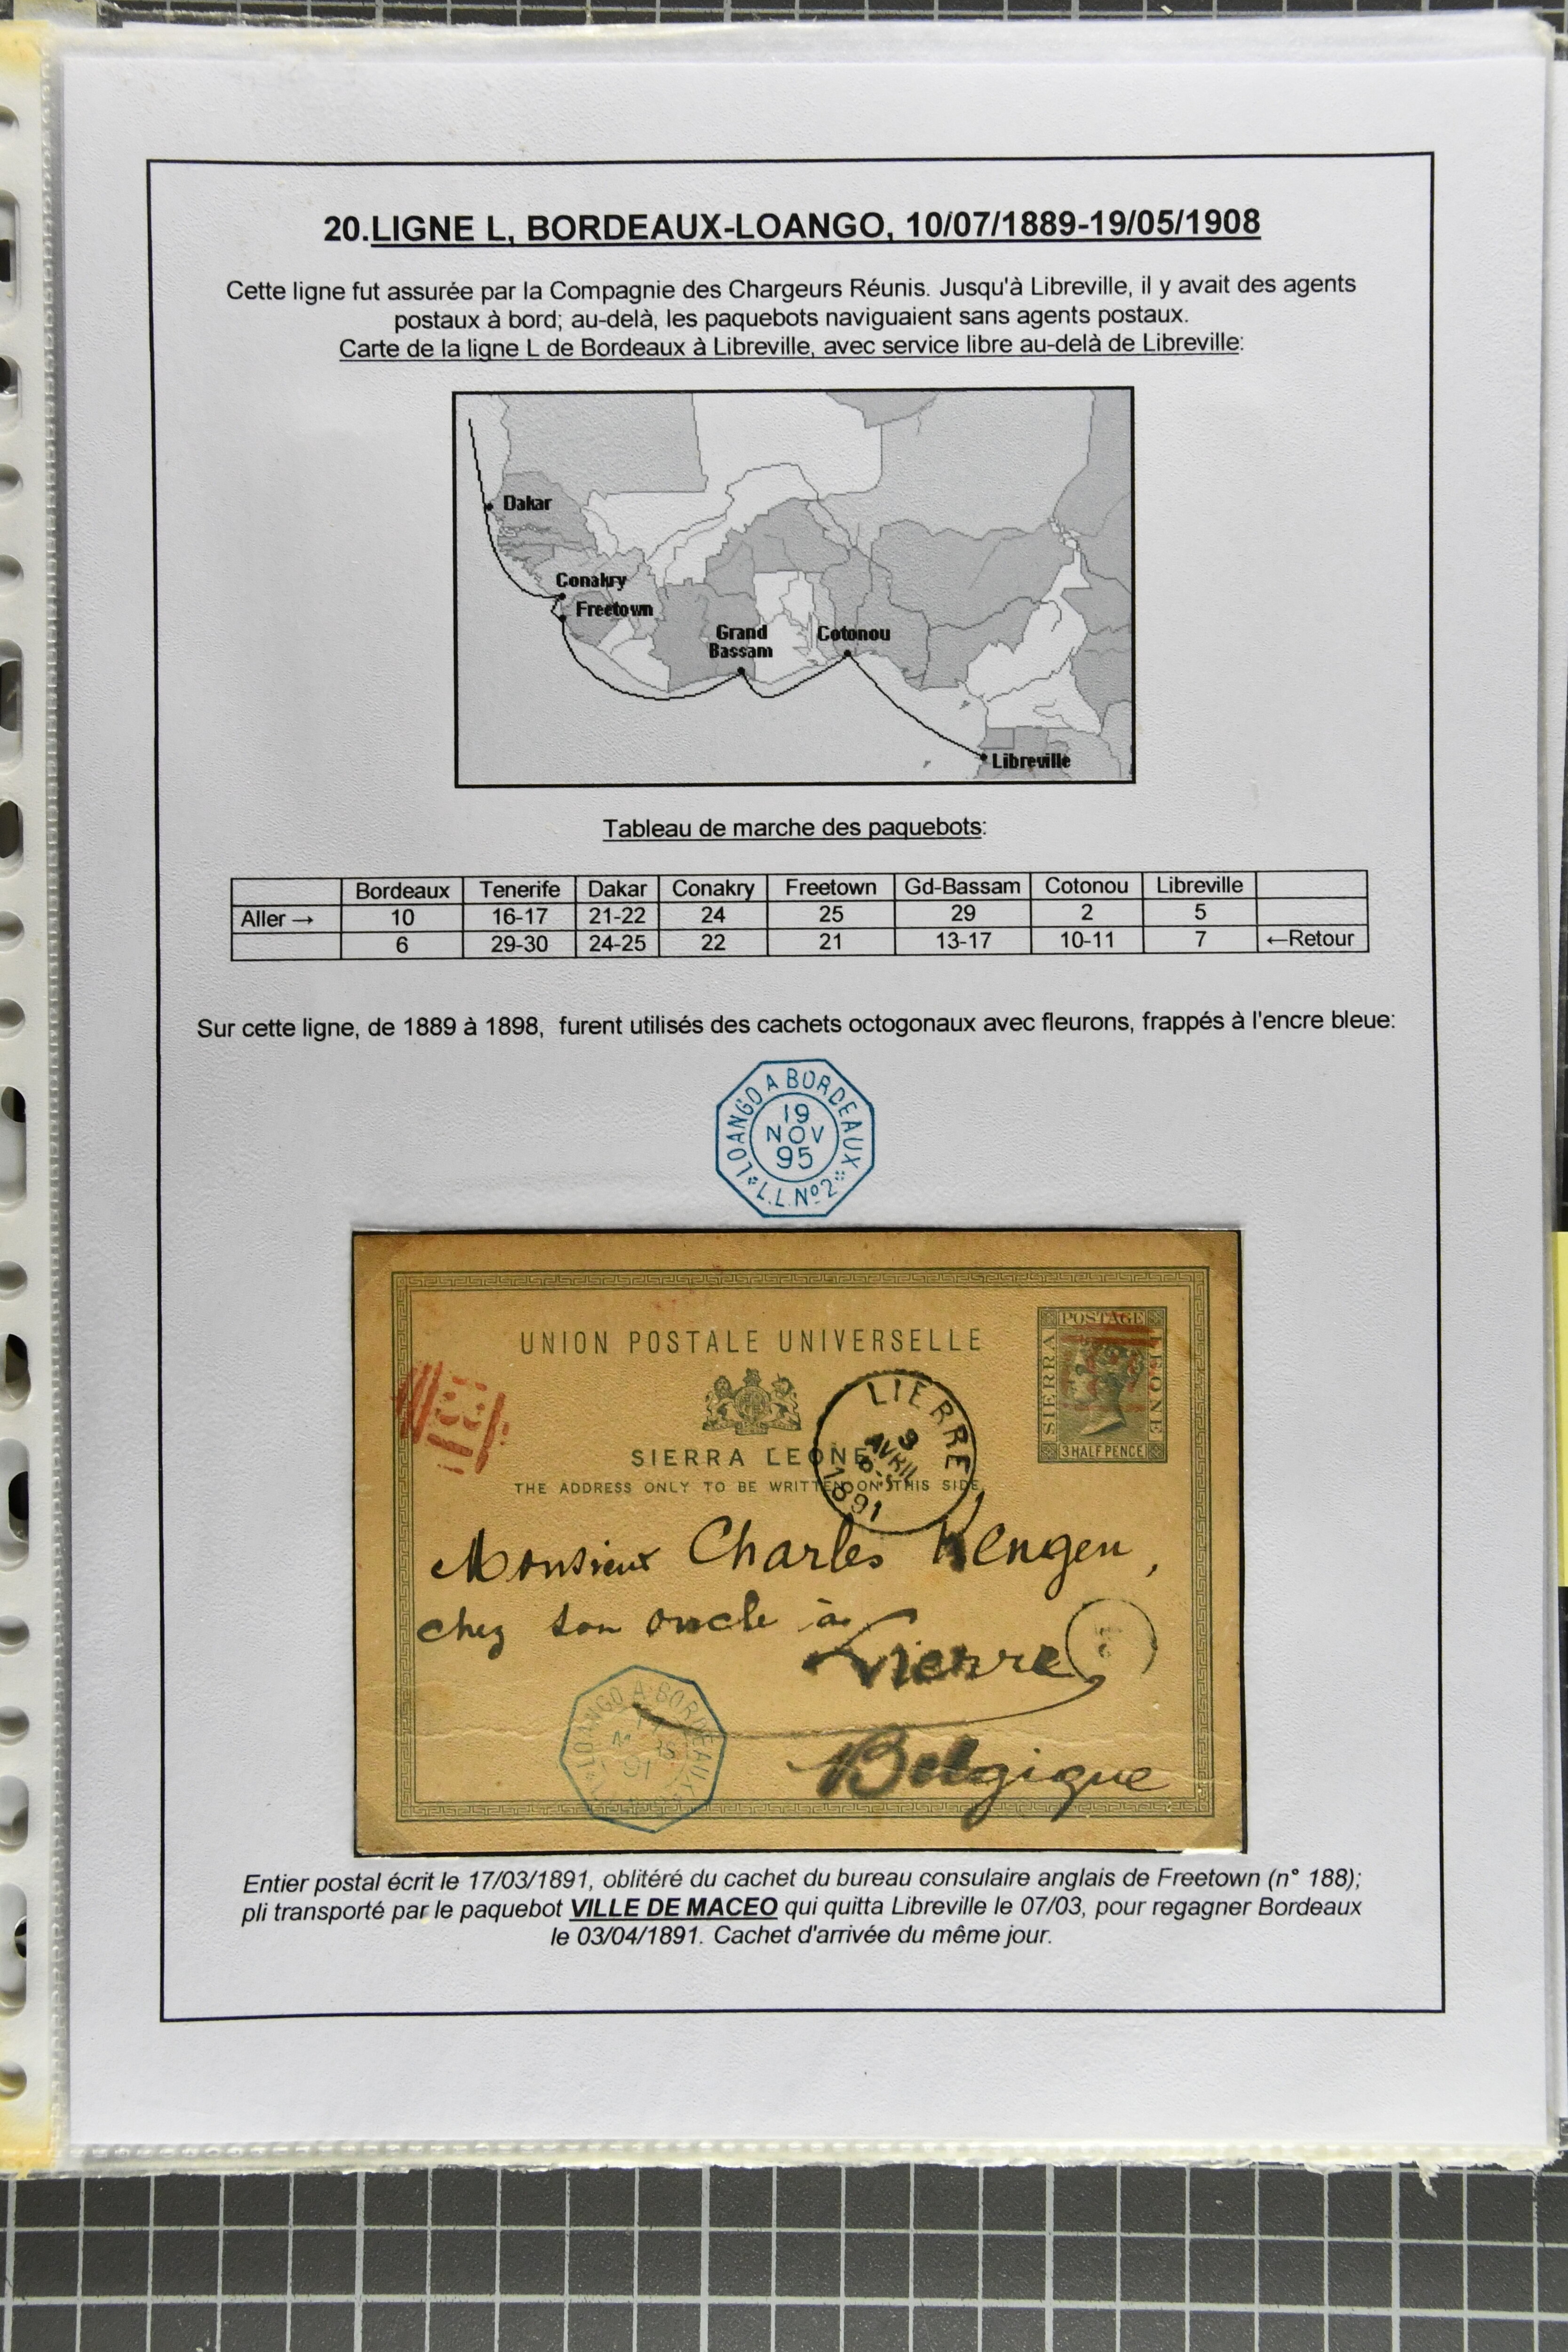 20.LIGNE L, BORDEAUX-LOANGO, 10/07/1889-19/05/1908
Cette ligne fut assurée par la Compagnie des Chargeurs Réunis. Jusqu'à Libreville, il y avait des agents
postaux à bord; au-delà, les paquebots naviguaient sans agents postaux.
Carte de la ligne L de Bordeaux à Libreville, avec service libre au-delà de Libreville:
Dakar
Conakry
Freetown
Grand
Bassam
Cotonou
Libreville
Tableau de marche des paquebots:
Bordeaux Tenerife Dakar Conakry Freetown Gd-Bassam Cotonou Libreville
Aller → 10 16-17 21-22 24 25 29 2 5
6 29-30 24-25 22 21 13-17 10-11 7 ←Retour
Sur cette ligne, de 1889 à 1898, furent utilisés des cachets octogonaux avec fleurons, frappés à l'encre bleue:
LOANGO A BORDEAUX
19
NOV
95
L.L.Nº2
UNION POSTALE UNIVERSELLE
POSTAGE
SIERRA LEONE
3 HALF PENCE
SIERRA LEONE
THE ADDRESS ONLY TO BE WRITTEN ON THIS SIDE
LIERRE
9
AVRIL
1891
Monsieur Charles Kengen,
chez son oncle à
Lierre
Belgique
LOANGO A BORDEAUX
91
Entier postal écrit le 17/03/1891, oblitéré du cachet du bureau consulaire anglais de Freetown (n° 188);
pli transporté par le paquebot VILLE DE MACEO qui quitta Libreville le 07/03, pour regagner Bordeaux
le 03/04/1891. Cachet d'arrivée du même jour.